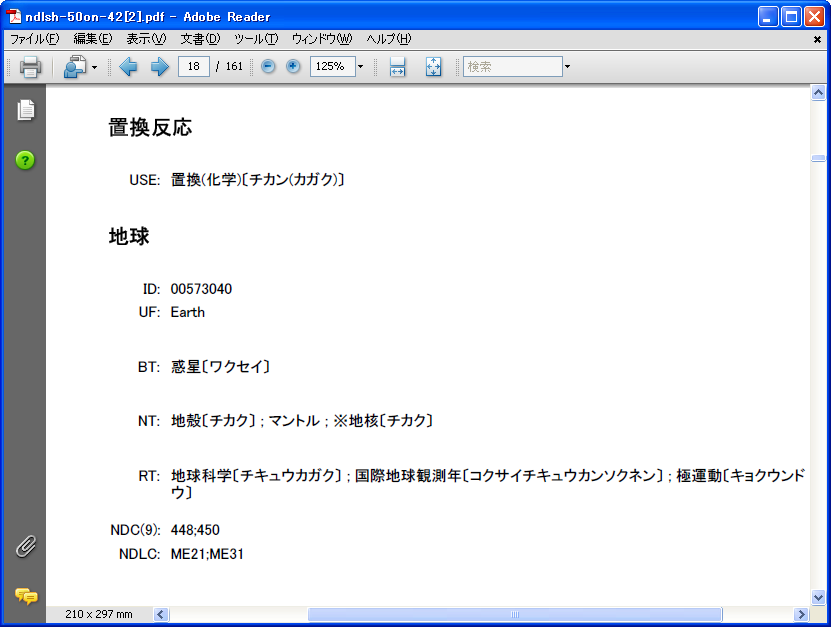 ndlsh-50on-42[2].pdf - Adobe Reader
ファイル(F) 編集(E) 表示(V) 文書(D) ツール(T) ウィンドウ(W) ヘルプ(H)
18 / 161 125% 検索
置換反応
USE: 置換(化学)〔チカン(カガク)〕
地球
ID: 00573040
UF: Earth
BT: 惑星〔ワクセイ〕
NT: 地殻〔チカク〕 ; マントル ; ※地核〔チカク〕
RT: 地球科学〔チキュウカガク〕 ; 国際地球観測年〔コクサイチキュウカンソクネン〕 ; 極運動〔キョクウンド
ウ〕
NDC(9): 448;450
NDLC: ME21;ME31
210 x 297 mm